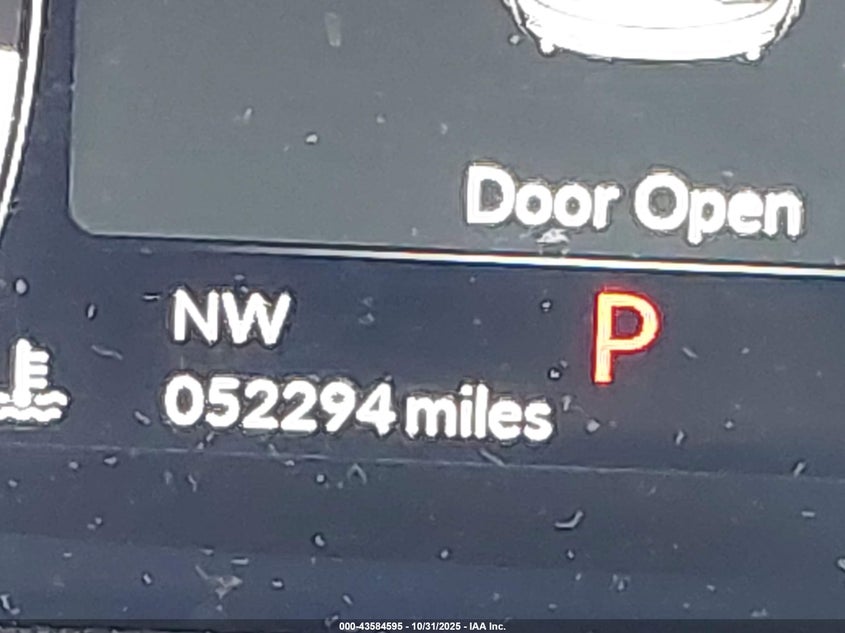 Door Open
NW
P
052294 miles
000-43584595 - 10/31/2025 - IAA Inc.